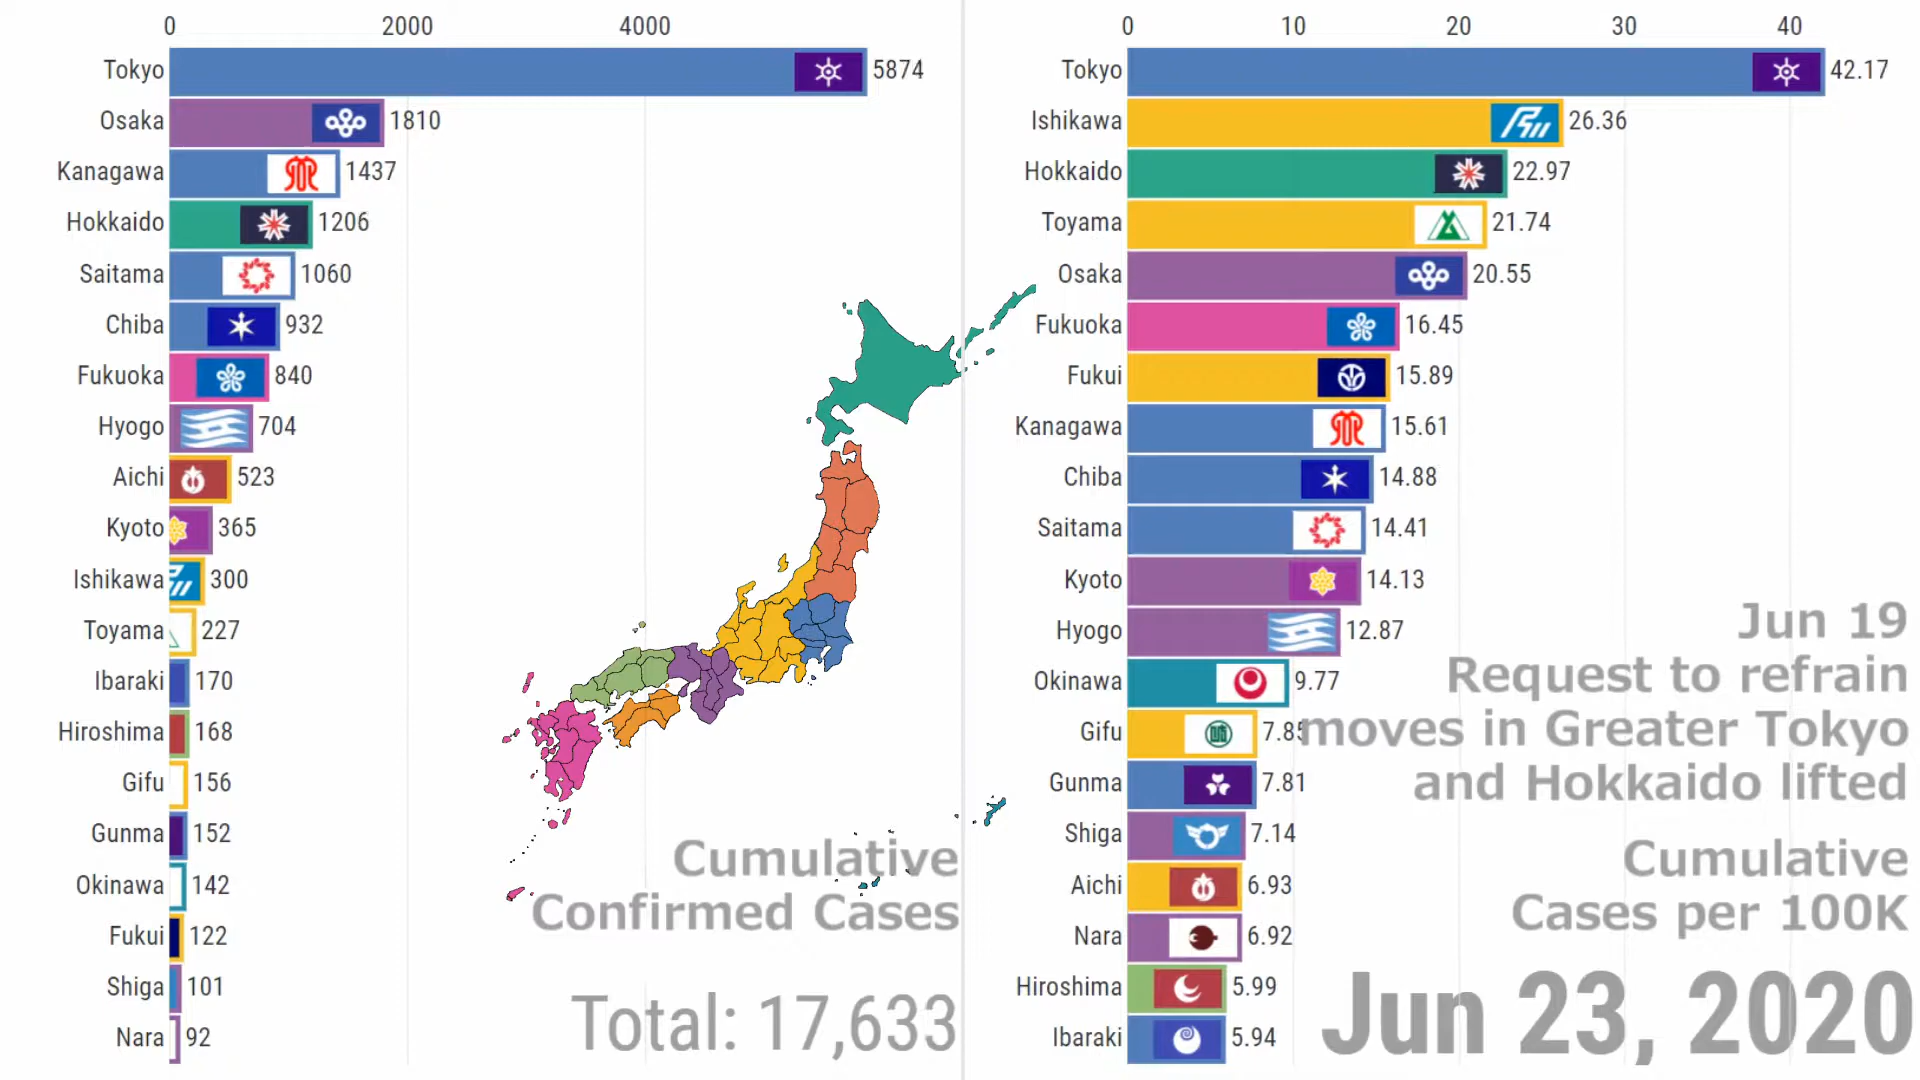 0 2000 4000
Tokyo 5874
Osaka 1810
Kanagawa 1437
Hokkaido 1206
Saitama 1060
Chiba 932
Fukuoka 840
Hyogo 704
Aichi 523
Kyoto 365
Ishikawa 300
Toyama 227
Ibaraki 170
Hiroshima 168
Gifu 156
Gunma 152
Okinawa 142
Fukui 122
Shiga 101
Nara 92
Cumulative
Confirmed Cases
Total: 17,633
0 10 20 30 40
Tokyo 42.17
Ishikawa 26.36
Hokkaido 22.97
Toyama 21.74
Osaka 20.55
Fukuoka 16.45
Fukui 15.89
Kanagawa 15.61
Chiba 14.88
Saitama 14.41
Kyoto 14.13
Hyogo 12.87
Okinawa 9.77
Gifu 7.85
Gunma 7.81
Shiga 7.14
Aichi 6.93
Nara 6.92
Hiroshima 5.99
Ibaraki 5.94
Jun 19
Request to refrain
moves in Greater Tokyo
and Hokkaido lifted
Cumulative
Cases per 100K
Jun 23, 2020